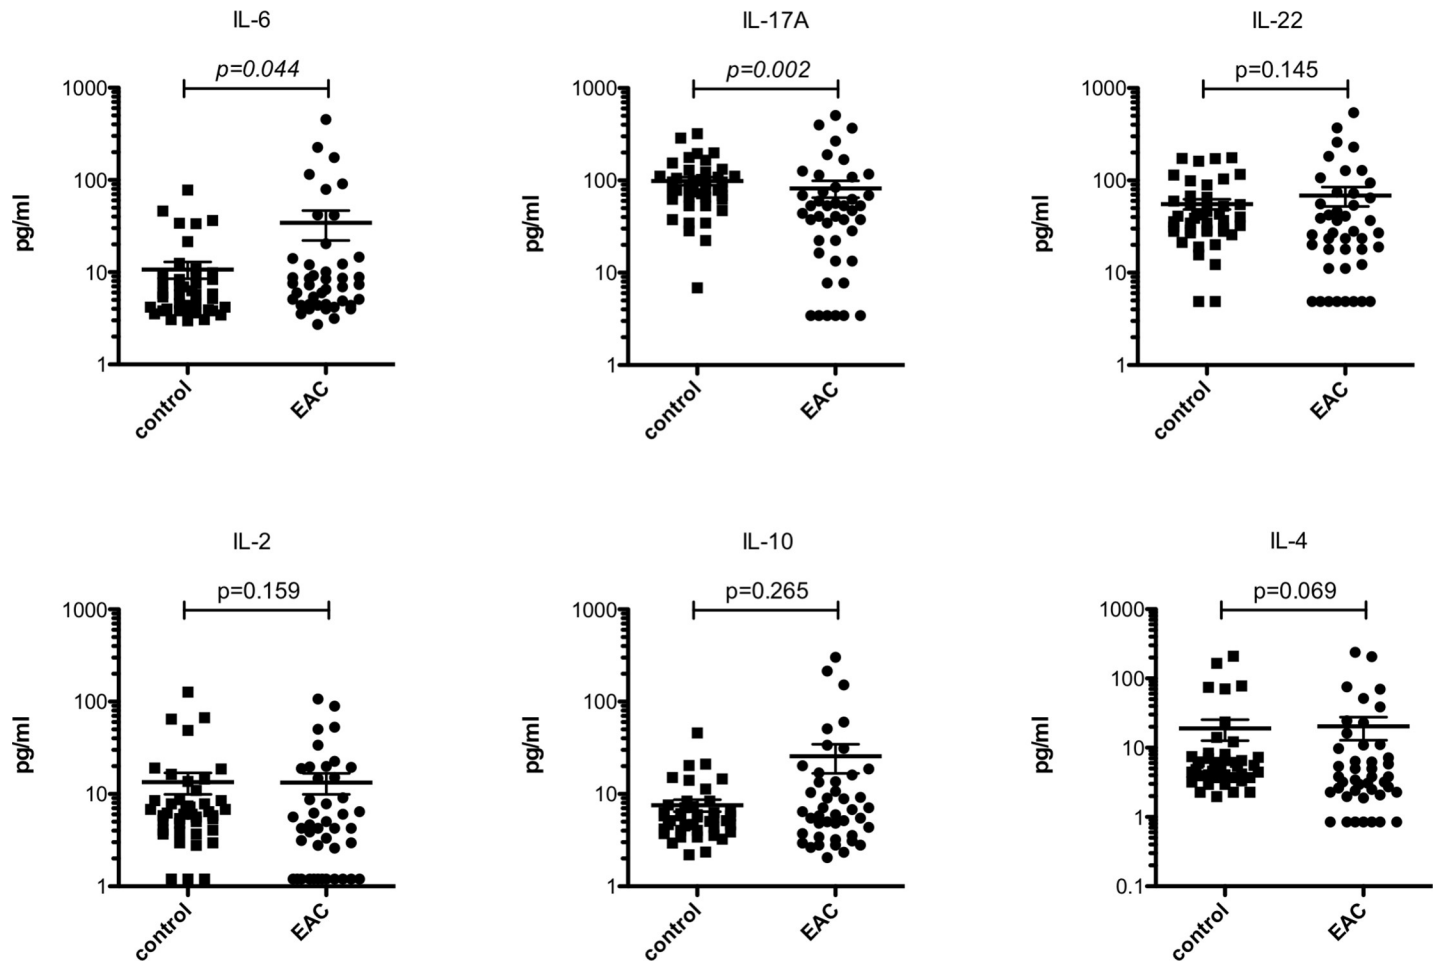 IL-6
p=0.044
1000
100
10
1
pg/ml
control
EAC
IL-17A
p=0.002
1000
100
10
1
pg/ml
control
EAC
IL-22
p=0.145
1000
100
10
1
pg/ml
control
EAC
IL-2
p=0.159
1000
100
10
1
pg/ml
control
EAC
IL-10
p=0.265
1000
100
10
1
pg/ml
control
EAC
IL-4
p=0.069
1000
100
10
1
0.1
pg/ml
control
EAC